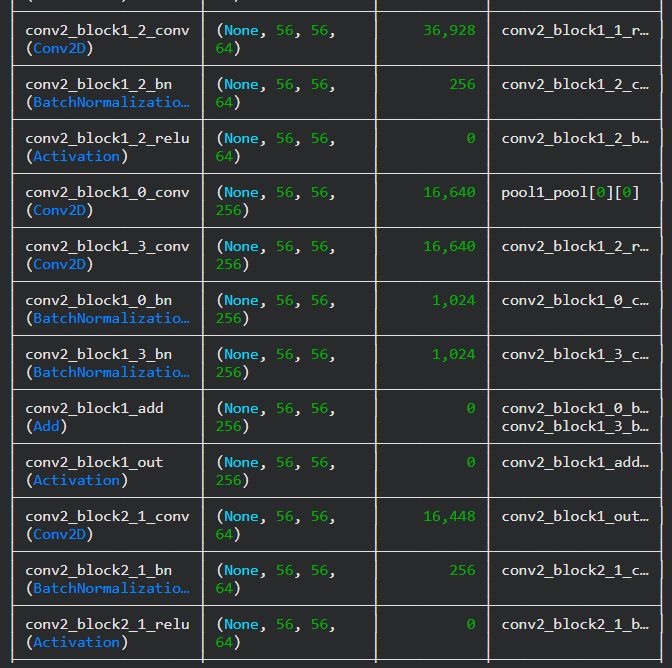 conv2_block1_2_conv (None, 56, 56, 36,928 conv2_block1_1_r…
(Conv2D) 64)
conv2_block1_2_bn (None, 56, 56, 256 conv2_block1_2_c…
(BatchNormalizatio… 64)
conv2_block1_2_relu (None, 56, 56, 0 conv2_block1_2_b…
(Activation) 64)
conv2_block1_0_conv (None, 56, 56, 16,640 pool1_pool[0][0]
(Conv2D) 256)
conv2_block1_3_conv (None, 56, 56, 16,640 conv2_block1_2_r…
(Conv2D) 256)
conv2_block1_0_bn (None, 56, 56, 1,024 conv2_block1_0_c…
(BatchNormalizatio… 256)
conv2_block1_3_bn (None, 56, 56, 1,024 conv2_block1_3_c…
(BatchNormalizatio… 256)
conv2_block1_add (None, 56, 56, 0 conv2_block1_0_b…
(Add) 256) conv2_block1_3_b…
conv2_block1_out (None, 56, 56, 0 conv2_block1_add…
(Activation) 256)
conv2_block2_1_conv (None, 56, 56, 16,448 conv2_block1_out…
(Conv2D) 64)
conv2_block2_1_bn (None, 56, 56, 256 conv2_block2_1_c…
(BatchNormalizatio… 64)
conv2_block2_1_relu (None, 56, 56, 0 conv2_block2_1_b…
(Activation) 64)